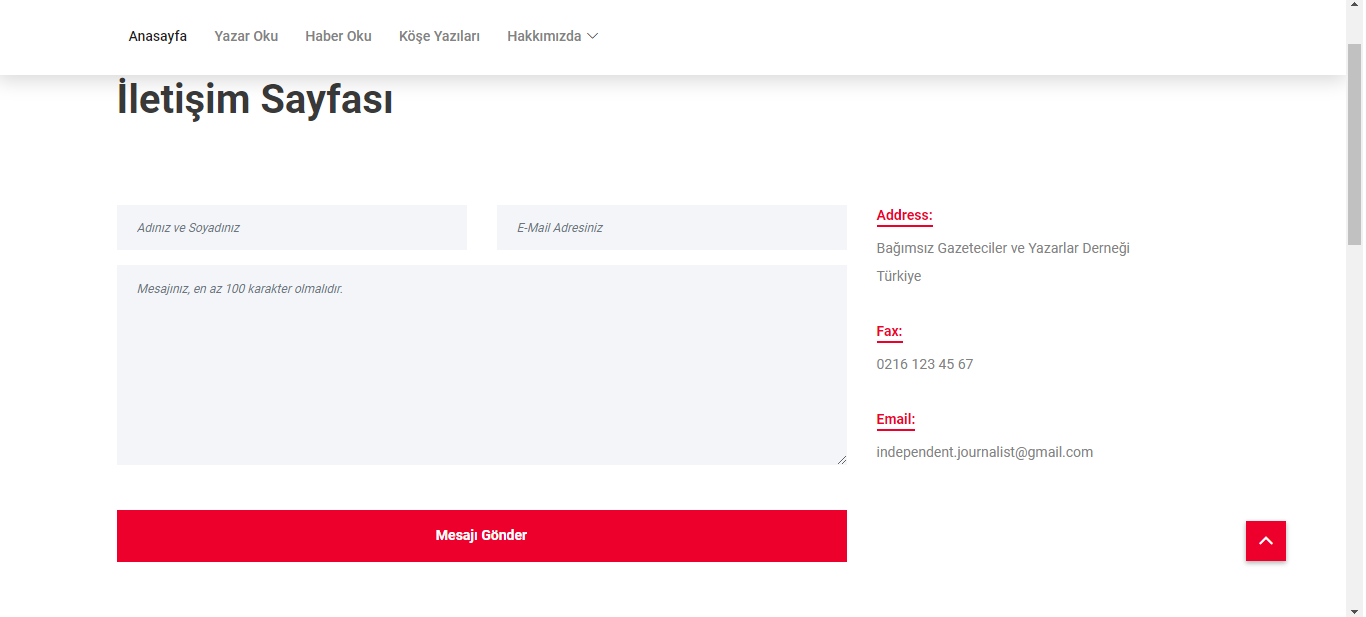 Anasayfa Yazar Oku Haber Oku Köşe Yazıları Hakkımızda
İletişim Sayfası
Adınız ve Soyadınız
E-Mail Adresiniz
Mesajınız, en az 100 karakter olmalıdır.
Mesajı Gönder
Address:
Bağımsız Gazeteciler ve Yazarlar Derneği
Türkiye
Fax:
0216 123 45 67
Email:
independent.journalist@gmail.com